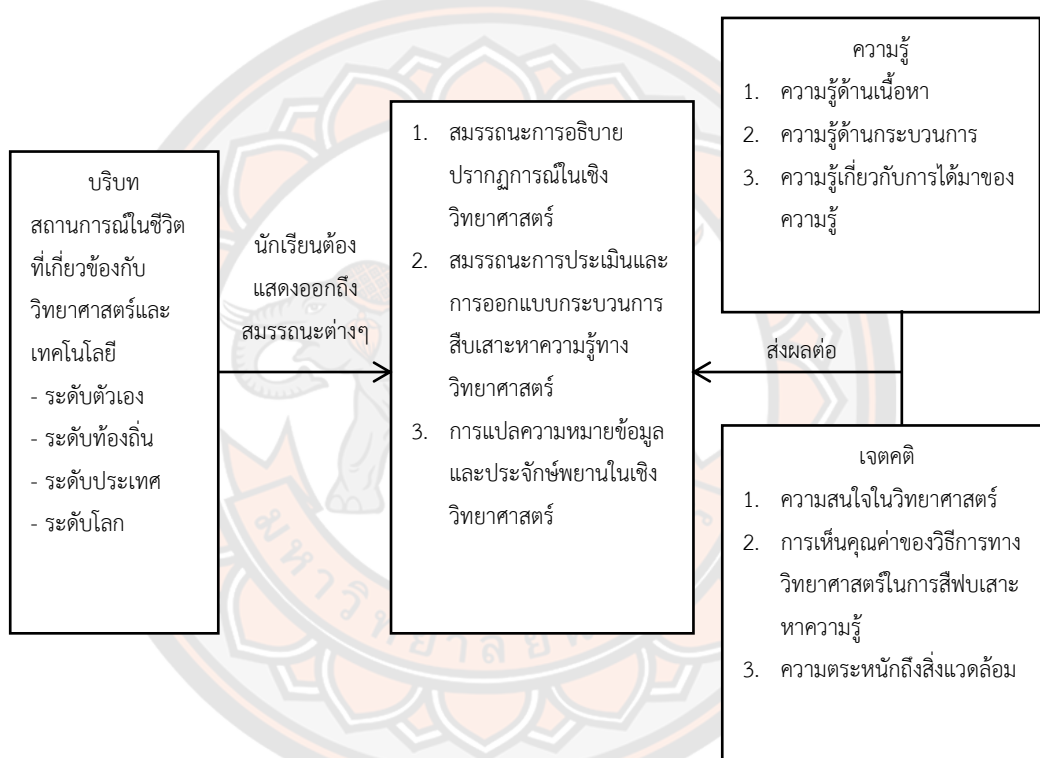 บริบท
สถานการณ์ในชีวิต
ที่เกี่ยวข้องกับ
วิทยาศาสตร์และ
เทคโนโลยี
- ระดับตัวเอง
- ระดับท้องถิ่น
- ระดับประเทศ
- ระดับโลก
นักเรียนต้อง
แสดงออกถึง
สมรรถนะต่างๆ
1. สมรรถนะการอธิบาย
ปรากฏการณ์ในเชิง
วิทยาศาสตร์
2. สมรรถนะการประเมินและ
การออกแบบกระบวนการ
สืบเสาะหาความรู้ทาง
วิทยาศาสตร์
3. การแปลความหมายข้อมูล
และประจักษ์พยานในเชิง
วิทยาศาสตร์
ส่งผลต่อ
ความรู้
1. ความรู้ด้านเนื้อหา
2. ความรู้ด้านกระบวนการ
3. ความรู้เกี่ยวกับการได้มาของ
ความรู้
เจตคติ
1. ความสนใจในวิทยาศาสตร์
2. การเห็นคุณค่าของวิธีการทาง
วิทยาศาสตร์ในการสืฟบเสาะ
หาความรู้
3. ความตระหนักถึงสิ่งแวดล้อม
มหาวิทยาลัย